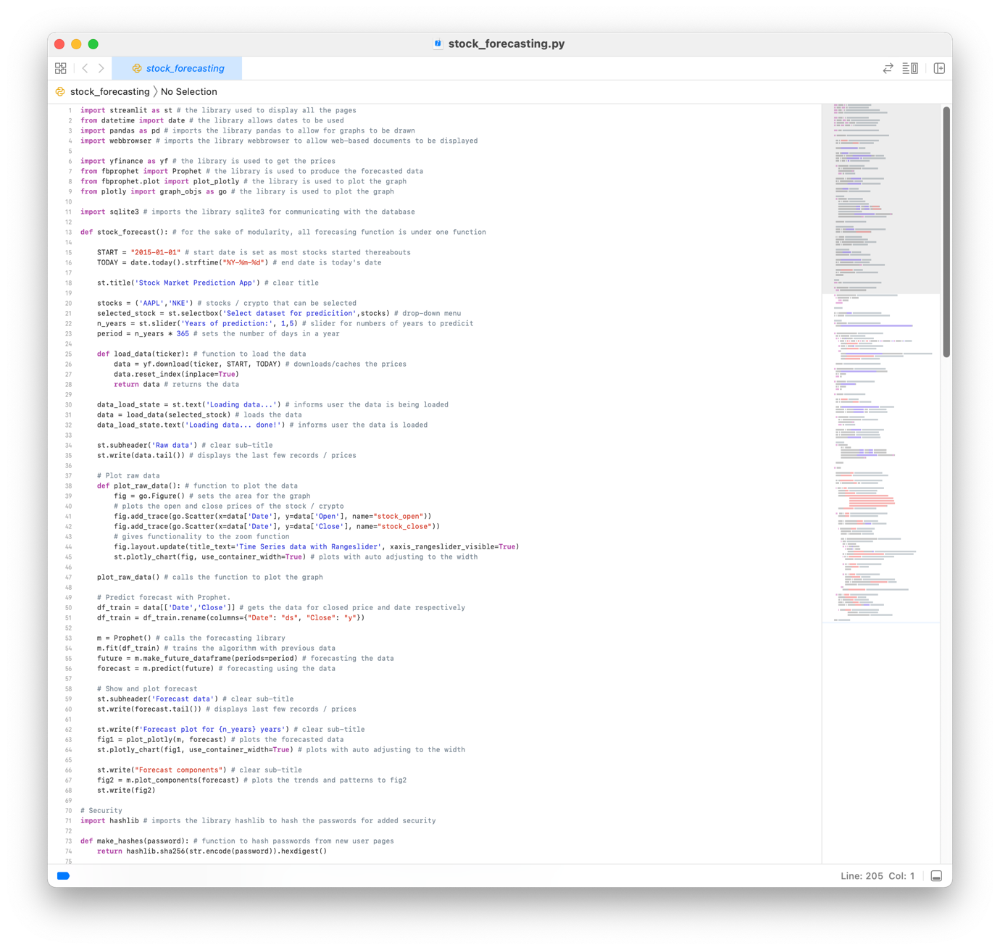 stock_forecasting.py
stock_forecasting
stock_forecasting 〉 No Selection
1 import streamlit as st # the library used to display all the pages
2 from datetime import date # the library allows dates to be used
3 import pandas as pd # imports the library pandas to allow for graphs to be drawn
4 import webbrowser # imports the library webbrowser to allow web-based documents to be displayed
5
6 import yfinance as yf # the library is used to get the prices
7 from fbprophet import Prophet # the library is used to produce the forecasted data
8 from fbprophet.plot import plot_plotly # the library is used to plot the graph
9 from plotly import graph_objs as go # the library is used to plot the graph
10
11 import sqlite3 # imports the library sqlite3 for communicating with the database
12
13 def stock_forecast(): # for the sake of modularity, all forecasing function is under one function
14
15     START = "2015-01-01" # start date is set as most stocks started thereabouts
16     TODAY = date.today().strftime("%Y-%m-%d") # end date is today's date
17
18     st.title('Stock Market Prediction App') # clear title
19
20     stocks = ('AAPL','NKE') # stocks / crypto that can be selected
21     selected_stock = st.selectbox('Select dataset for predicition',stocks) # drop-down menu
22     n_years = st.slider('Years of prediction:', 1,5) # slider for numbers of years to predicit
23     period = n_years * 365 # sets the number of days in a year
24
25     def load_data(ticker): # function to load the data
26         data = yf.download(ticker, START, TODAY) # downloads/caches the prices
27         data.reset_index(inplace=True)
28         return data # returns the data
29
30     data_load_state = st.text('Loading data...') # informs user the data is being loaded
31     data = load_data(selected_stock) # loads the data
32     data_load_state.text('Loading data... done!') # informs user the data is loaded
33
34     st.subheader('Raw data') # clear sub-title
35     st.write(data.tail()) # displays the last few records / prices
36
37     # Plot raw data
38     def plot_raw_data(): # function to plot the data
39         fig = go.Figure() # sets the area for the graph
40         # plots the open and close prices of the stock / crypto
41         fig.add_trace(go.Scatter(x=data['Date'], y=data['Open'], name="stock_open"))
42         fig.add_trace(go.Scatter(x=data['Date'], y=data['Close'], name="stock_close"))
43         # gives functionality to the zoom function
44         fig.layout.update(title_text='Time Series data with Rangeslider', xaxis_rangeslider_visible=True)
45         st.plotly_chart(fig, use_container_width=True) # plots with auto adjusting to the width
46
47     plot_raw_data() # calls the function to plot the graph
48
49     # Predict forecast with Prophet.
50     df_train = data[['Date','Close']] # gets the data for closed price and date respectively
51     df_train = df_train.rename(columns={"Date": "ds", "Close": "y"})
52
53     m = Prophet() # calls the forecasting library
54     m.fit(df_train) # trains the algorithm with previous data
55     future = m.make_future_dataframe(periods=period) # forecasting the data
56     forecast = m.predict(future) # forecasting using the data
57
58     # Show and plot forecast
59     st.subheader('Forecast data') # clear sub-title
60     st.write(forecast.tail()) # displays last few records / prices
61
62     st.write(f'Forecast plot for {n_years} years') # clear sub-title
63     fig1 = plot_plotly(m, forecast) # plots the forecasted data
64     st.plotly_chart(fig1, use_container_width=True) # plots with auto adjusting to the width
65
66     st.write("Forecast components") # clear sub-title
67     fig2 = m.plot_components(forecast) # plots the trends and patterns to fig2
68     st.write(fig2)
69
70 # Security
71 import hashlib # imports the library hashlib to hash the passwords for added security
72
73 def make_hashes(password): # function to hash passwords from new user pages
74     return hashlib.sha256(str.encode(password)).hexdigest()
75
Line: 205 Col: 1